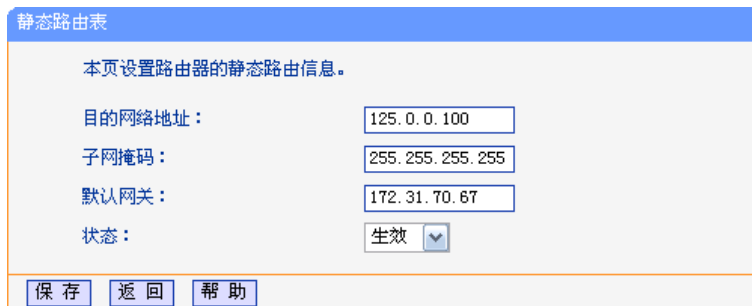 静态路由表
本页设置路由器的静态路由信息。
目的网络地址： 125.0.0.100
子网掩码： 255.255.255.255
默认网关： 172.31.70.67
状态： 生效
保 存 返 回 帮 助